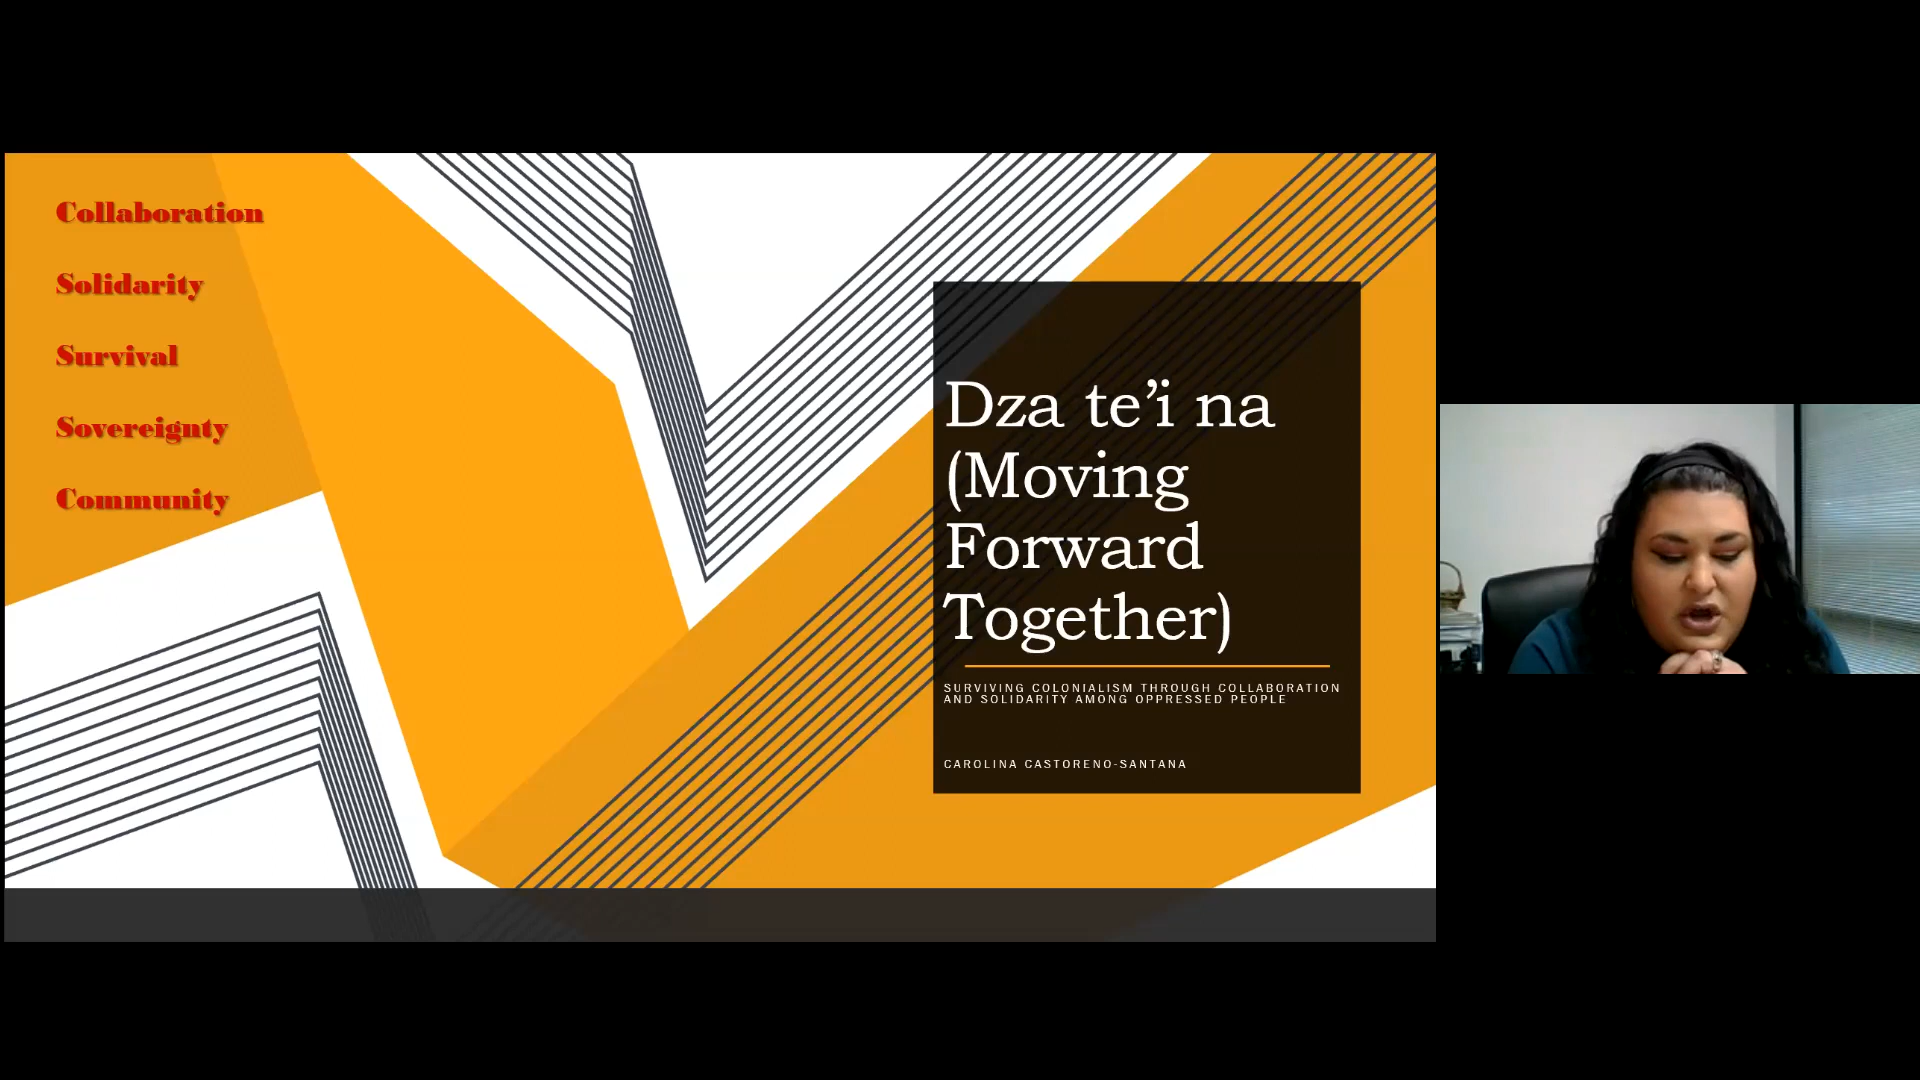 Collaboration
Solidarity
Survival
Sovereignty
Community
Dza te’i na
(Moving
Forward
Together)
SURVIVING COLONIALISM THROUGH COLLABORATION
AND SOLIDARITY AMONG OPPRESSED PEOPLE
CAROLINA CASTORENO-SANTANA